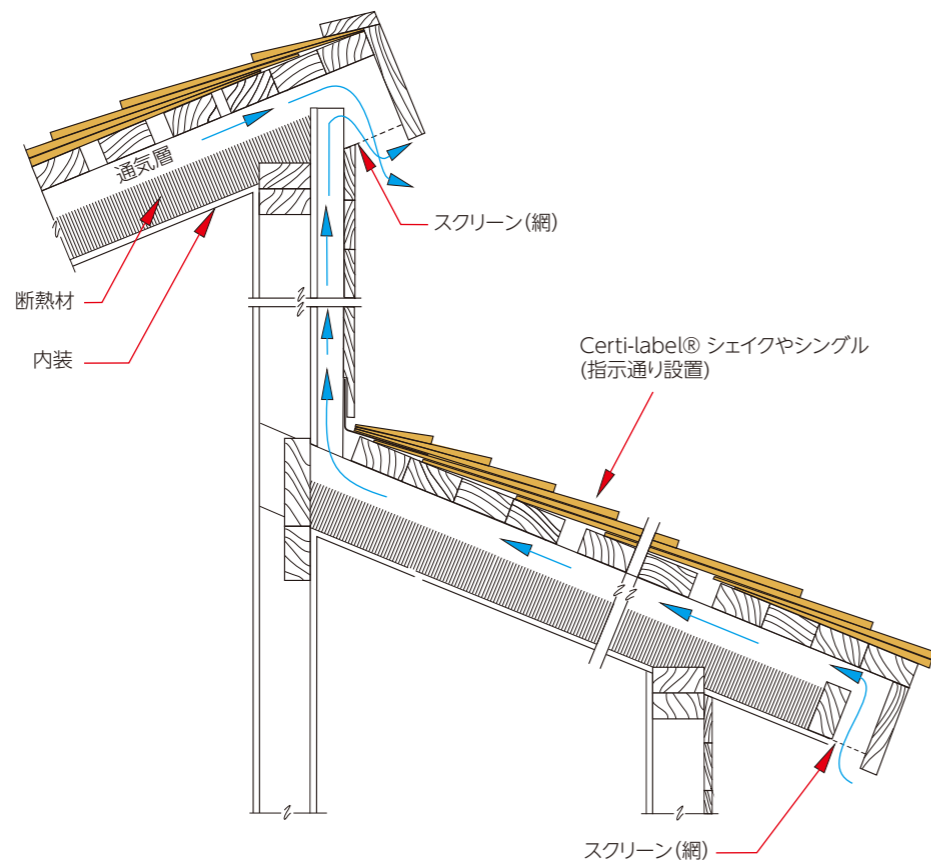 通気層
スクリーン(網)
断熱材
内装
Certi-label® シェイクやシングル
(指示通り設置)
スクリーン(網)